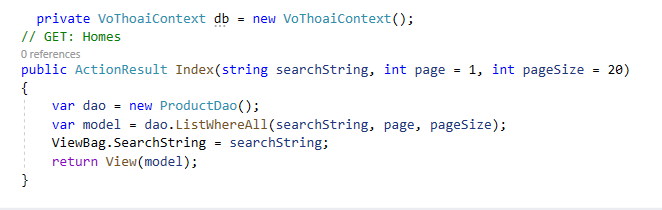 private VoThoaiContext db = new VoThoaiContext();
// GET: Homes
0 references
public ActionResult Index(string searchString, int page = 1, int pageSize = 20)
{
var dao = new ProductDao();
var model = dao.ListWhereAll(searchString, page, pageSize);
ViewBag.SearchString = searchString;
return View(model);
}